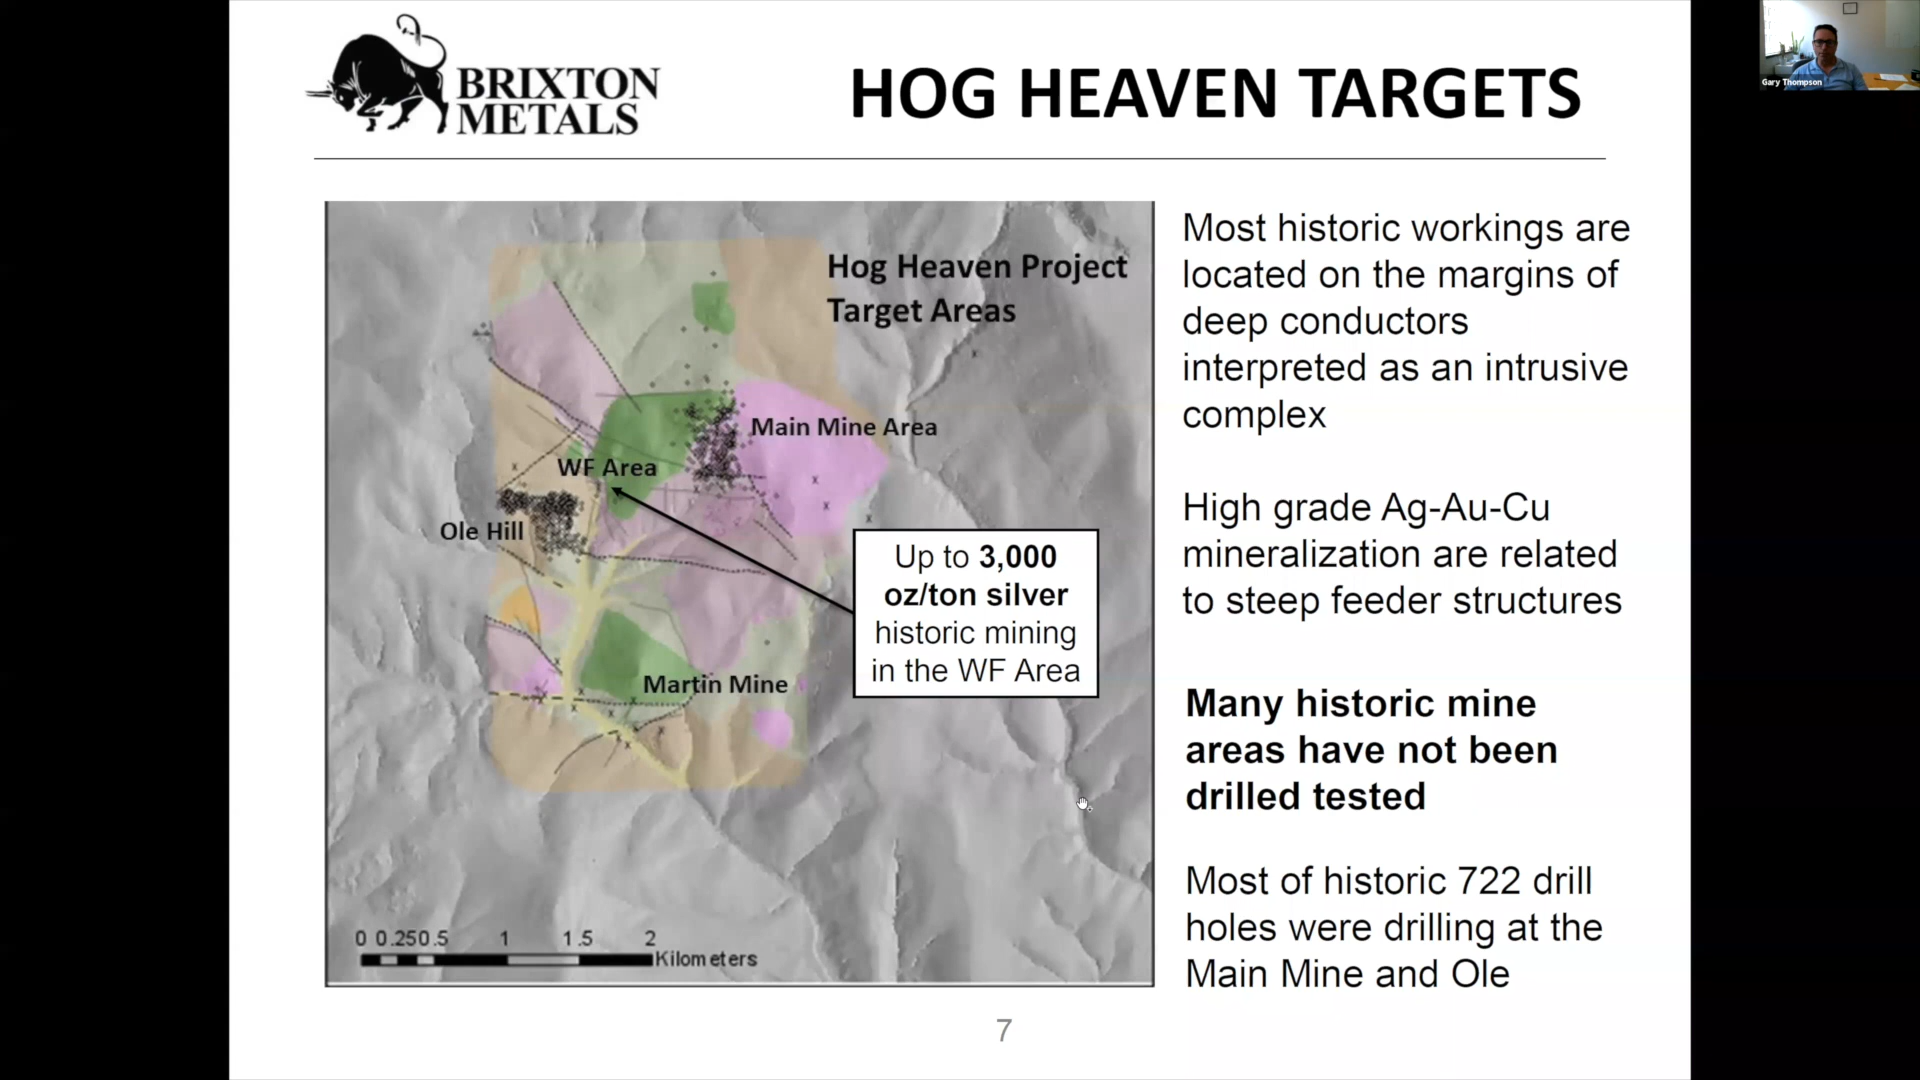 BRIXTON
METALS
HOG HEAVEN TARGETS
Gary Thompson
Hog Heaven Project
Target Areas
Main Mine Area
WF Area
Ole Hill
Up to 3,000
oz/ton silver
historic mining
in the WF Area
Martin Mine
0 0.25 0.5 1 1.5 2
Kilometers
Most historic workings are
located on the margins of
deep conductors
interpreted as an intrusive
complex
High grade Ag-Au-Cu
mineralization are related
to steep feeder structures
Many historic mine
areas have not been
drilled tested
Most of historic 722 drill
holes were drilling at the
Main Mine and Ole
7